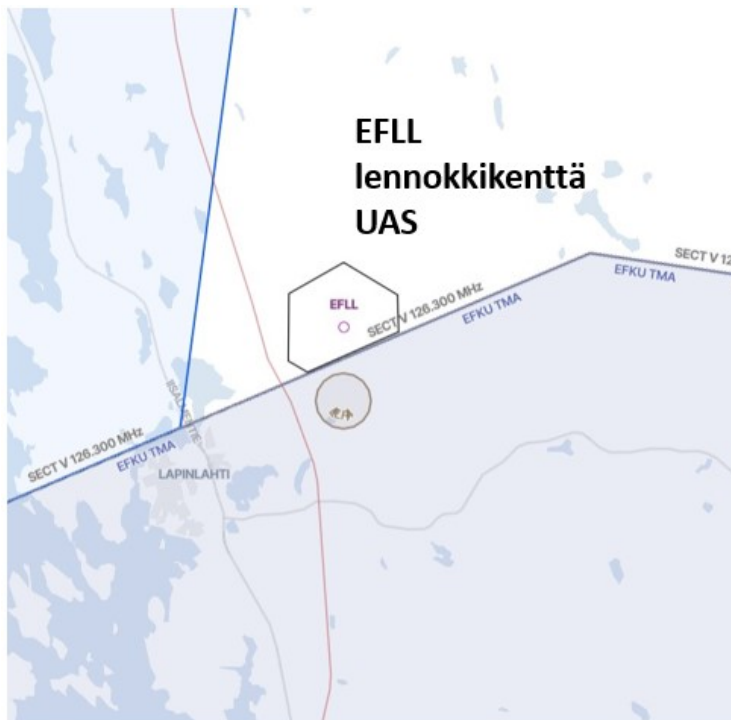 EFLL
lennokkikenttä
UAS
SECT V 12
EFKU TMA
EFLL
SECT V 126.300 MHz
EFKU TMA
IISALMENTIE
SECT V 126.300 MHz
EFKU TMA
LAPINLAHTI